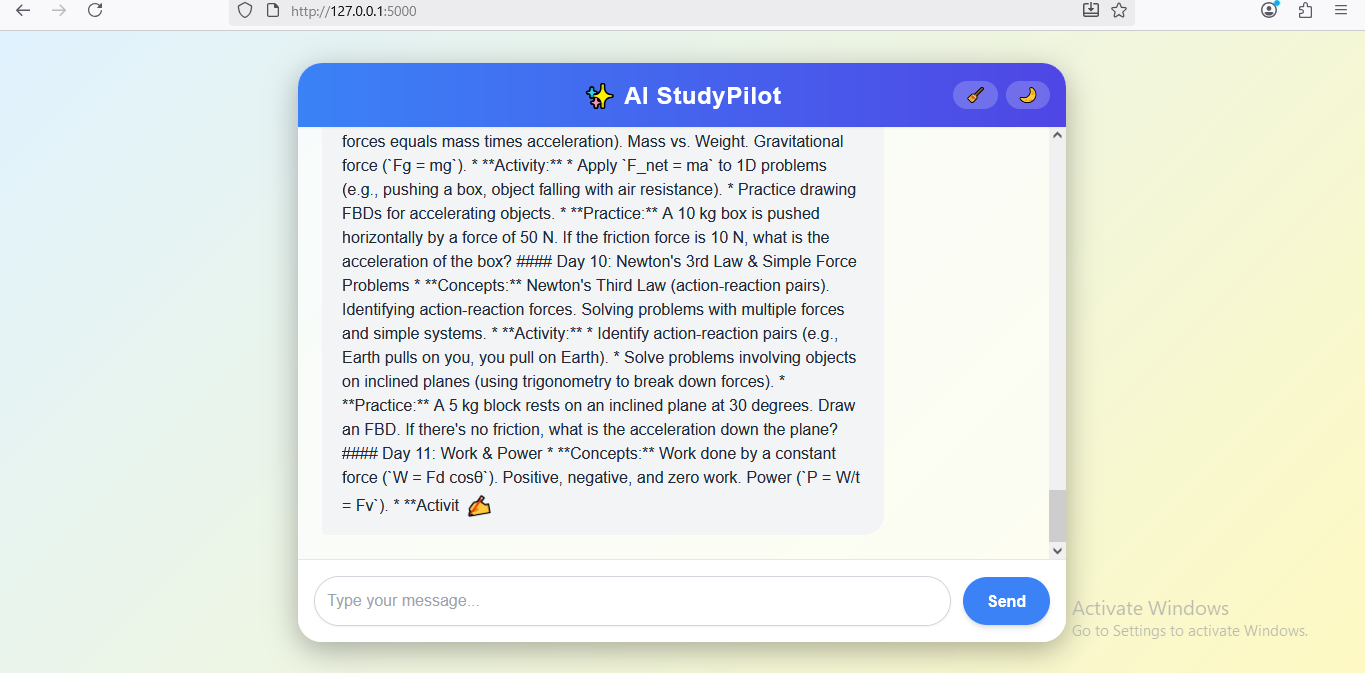 http://127.0.0.1:5000
AI StudyPilot
forces equals mass times acceleration). Mass vs. Weight. Gravitational
force (`Fg = mg`). * **Activity:** * Apply `F_net = ma` to 1D problems
(e.g., pushing a box, object falling with air resistance). * Practice drawing
FBDs for accelerating objects. * **Practice:** A 10 kg box is pushed
horizontally by a force of 50 N. If the friction force is 10 N, what is the
acceleration of the box? #### Day 10: Newton's 3rd Law & Simple Force
Problems * **Concepts:** Newton's Third Law (action-reaction pairs).
Identifying action-reaction forces. Solving problems with multiple forces
and simple systems. * **Activity:** * Identify action-reaction pairs (e.g.,
Earth pulls on you, you pull on Earth). * Solve problems involving objects
on inclined planes (using trigonometry to break down forces). *
**Practice:** A 5 kg block rests on an inclined plane at 30 degrees. Draw
an FBD. If there's no friction, what is the acceleration down the plane?
#### Day 11: Work & Power * **Concepts:** Work done by a constant
force (`W = Fd cosθ`). Positive, negative, and zero work. Power (`P = W/t
= Fv`). * **Activit
Type your message...
Send
Activate Windows
Go to Settings to activate Windows.